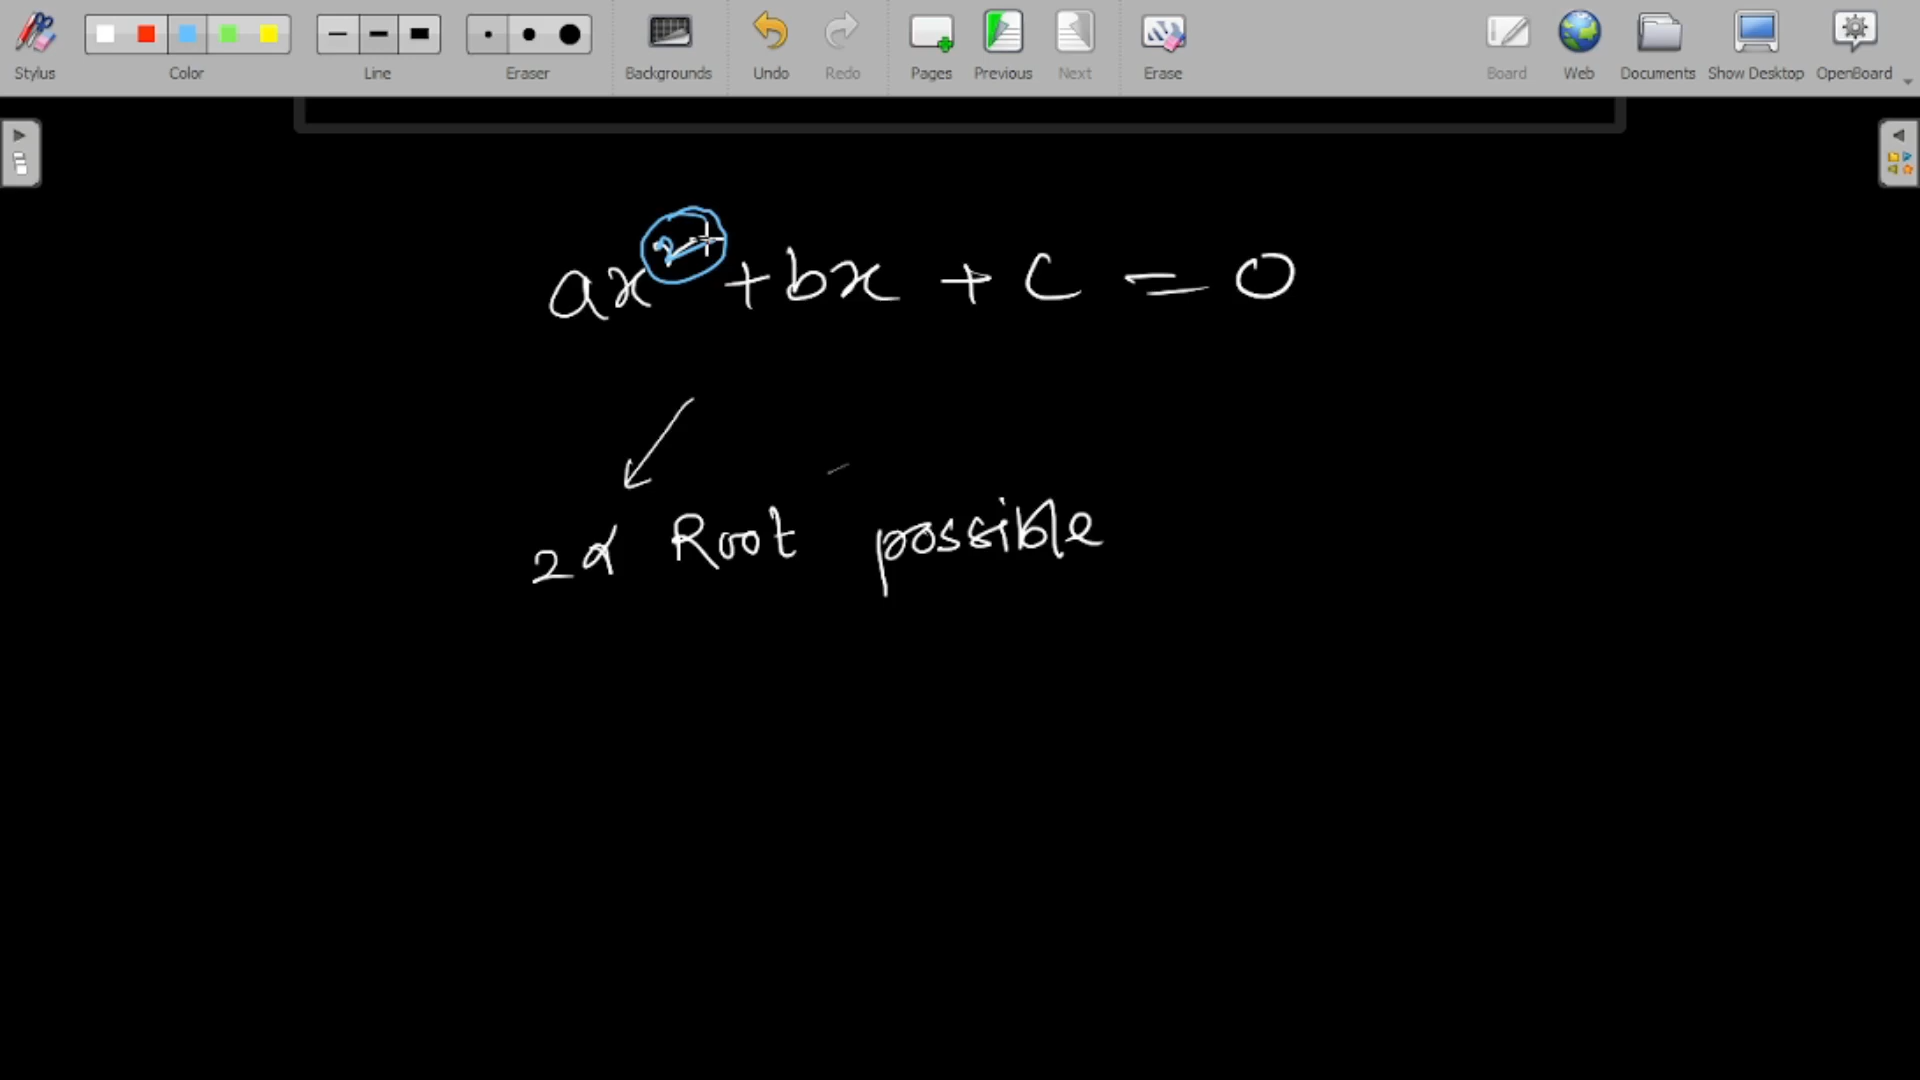 Stylus Color Line Eraser Backgrounds Undo Redo Pages Previous Next Erase Board Web Documents Show Desktop OpenBoard
ax² + bx + c = 0
Root possible